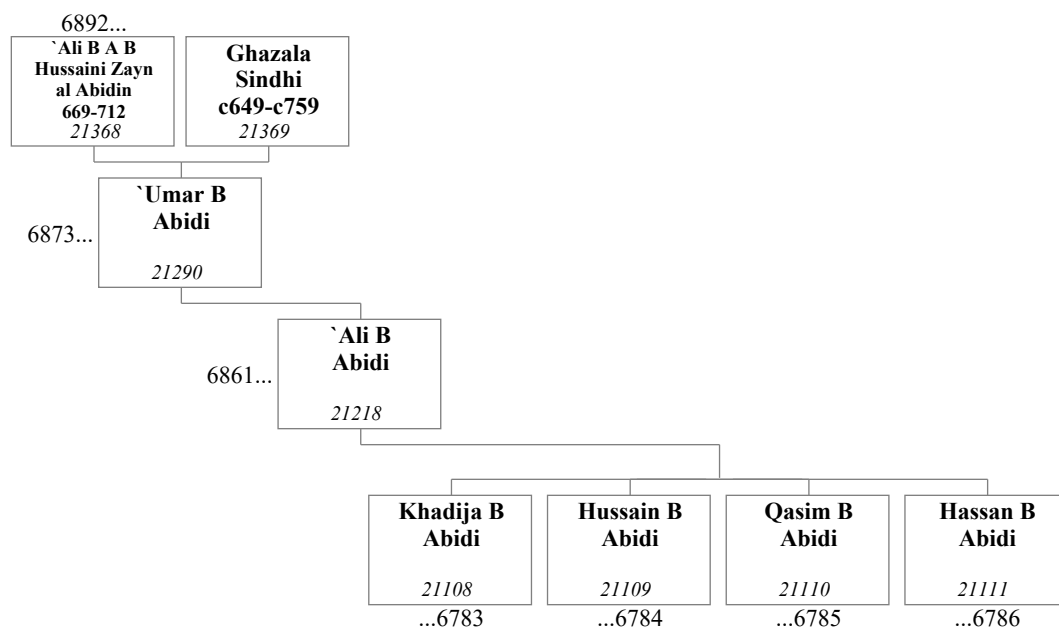 6892...
`Ali B A B
Hussaini Zayn
al Abidin
669-712
21368
Ghazala
Sindhi
c649-c759
21369
`Umar B
Abidi
21290
6873...
`Ali B
Abidi
21218
6861...
Khadija B
Abidi
21108
...6783
Hussain B
Abidi
21109
...6784
Qasim B
Abidi
21110
...6785
Hassan B
Abidi
21111
...6786